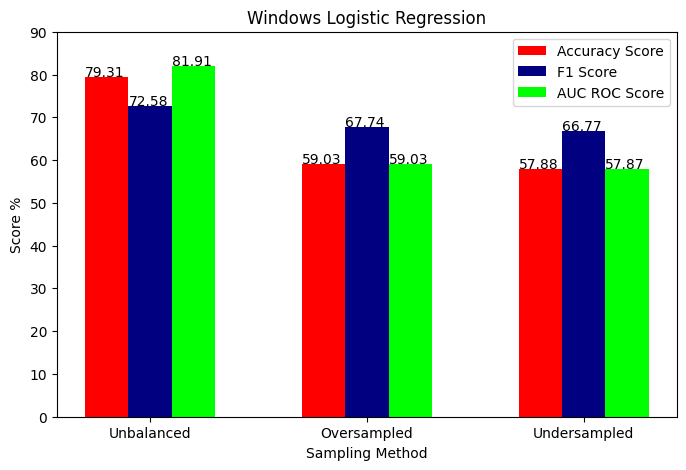 Windows Logistic Regression
Accuracy Score
F1 Score
AUC ROC Score
90
80
70
60
50
40
30
20
10
0
Score %
79.31
72.58
81.91
59.03
67.74
59.03
57.88
66.77
57.87
Unbalanced
Oversampled
Undersampled
Sampling Method